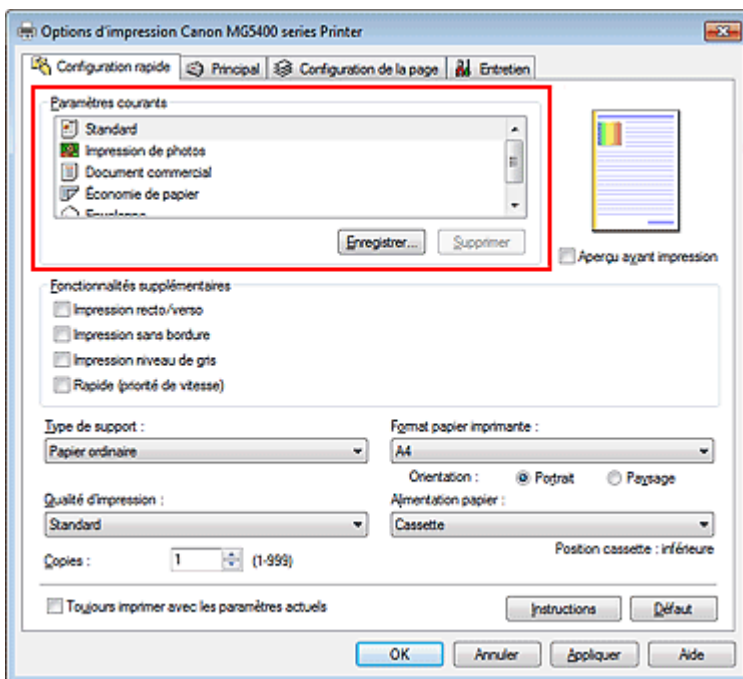 Options d'impression Canon MG5400 series Printer
Configuration rapide Principal Configuration de la page Entretien
Paramètres courants
Standard
Impression de photos
Document commercial
Économie de papier
Enregistrer... Supprimer
Aperçu avant impression
Fonctionnalités supplémentaires
Impression recto/verso
Impression sans bordure
Impression niveau de gris
Rapide (priorité de vitesse)
Type de support : Format papier imprimante :
Papier ordinaire A4
Orientation : Portrait Paysage
Qualité d'impression : Alimentation papier :
Standard Cassette
Position cassette : inférieure
Copies : 1 (1-999)
Toujours imprimer avec les paramètres actuels Instructions Défaut
OK Annuler Appliquer Aide